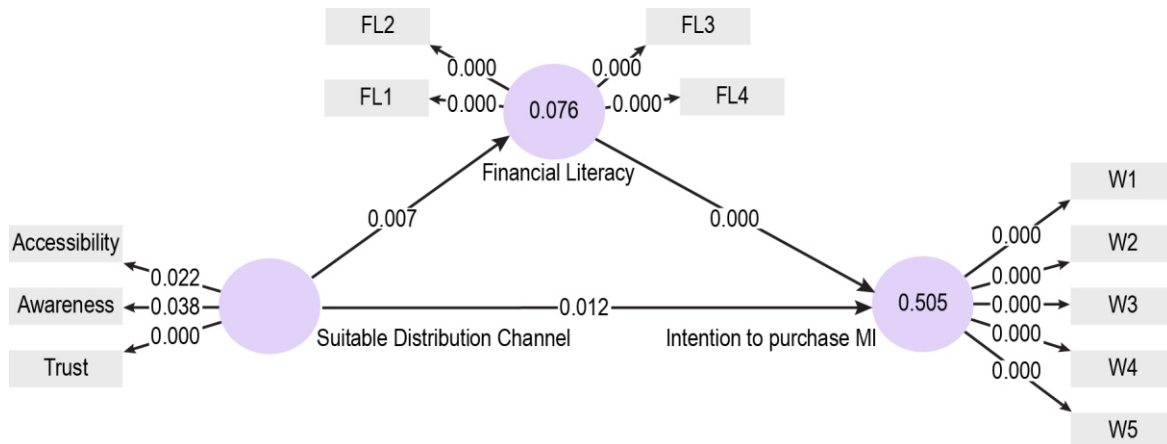 FL2
FL3
0.000
0.000
FL1
0.000
0.076
0.000
FL4
Financial Literacy
0.007
0.000
W1
0.000
Accessibility
0.022
W2
0.000
Awareness
0.038
0.012
0.505
0.000
W3
0.000
Suitable Distribution Channel
Intention to purchase MI
0.000
Trust
W4
0.000
W5